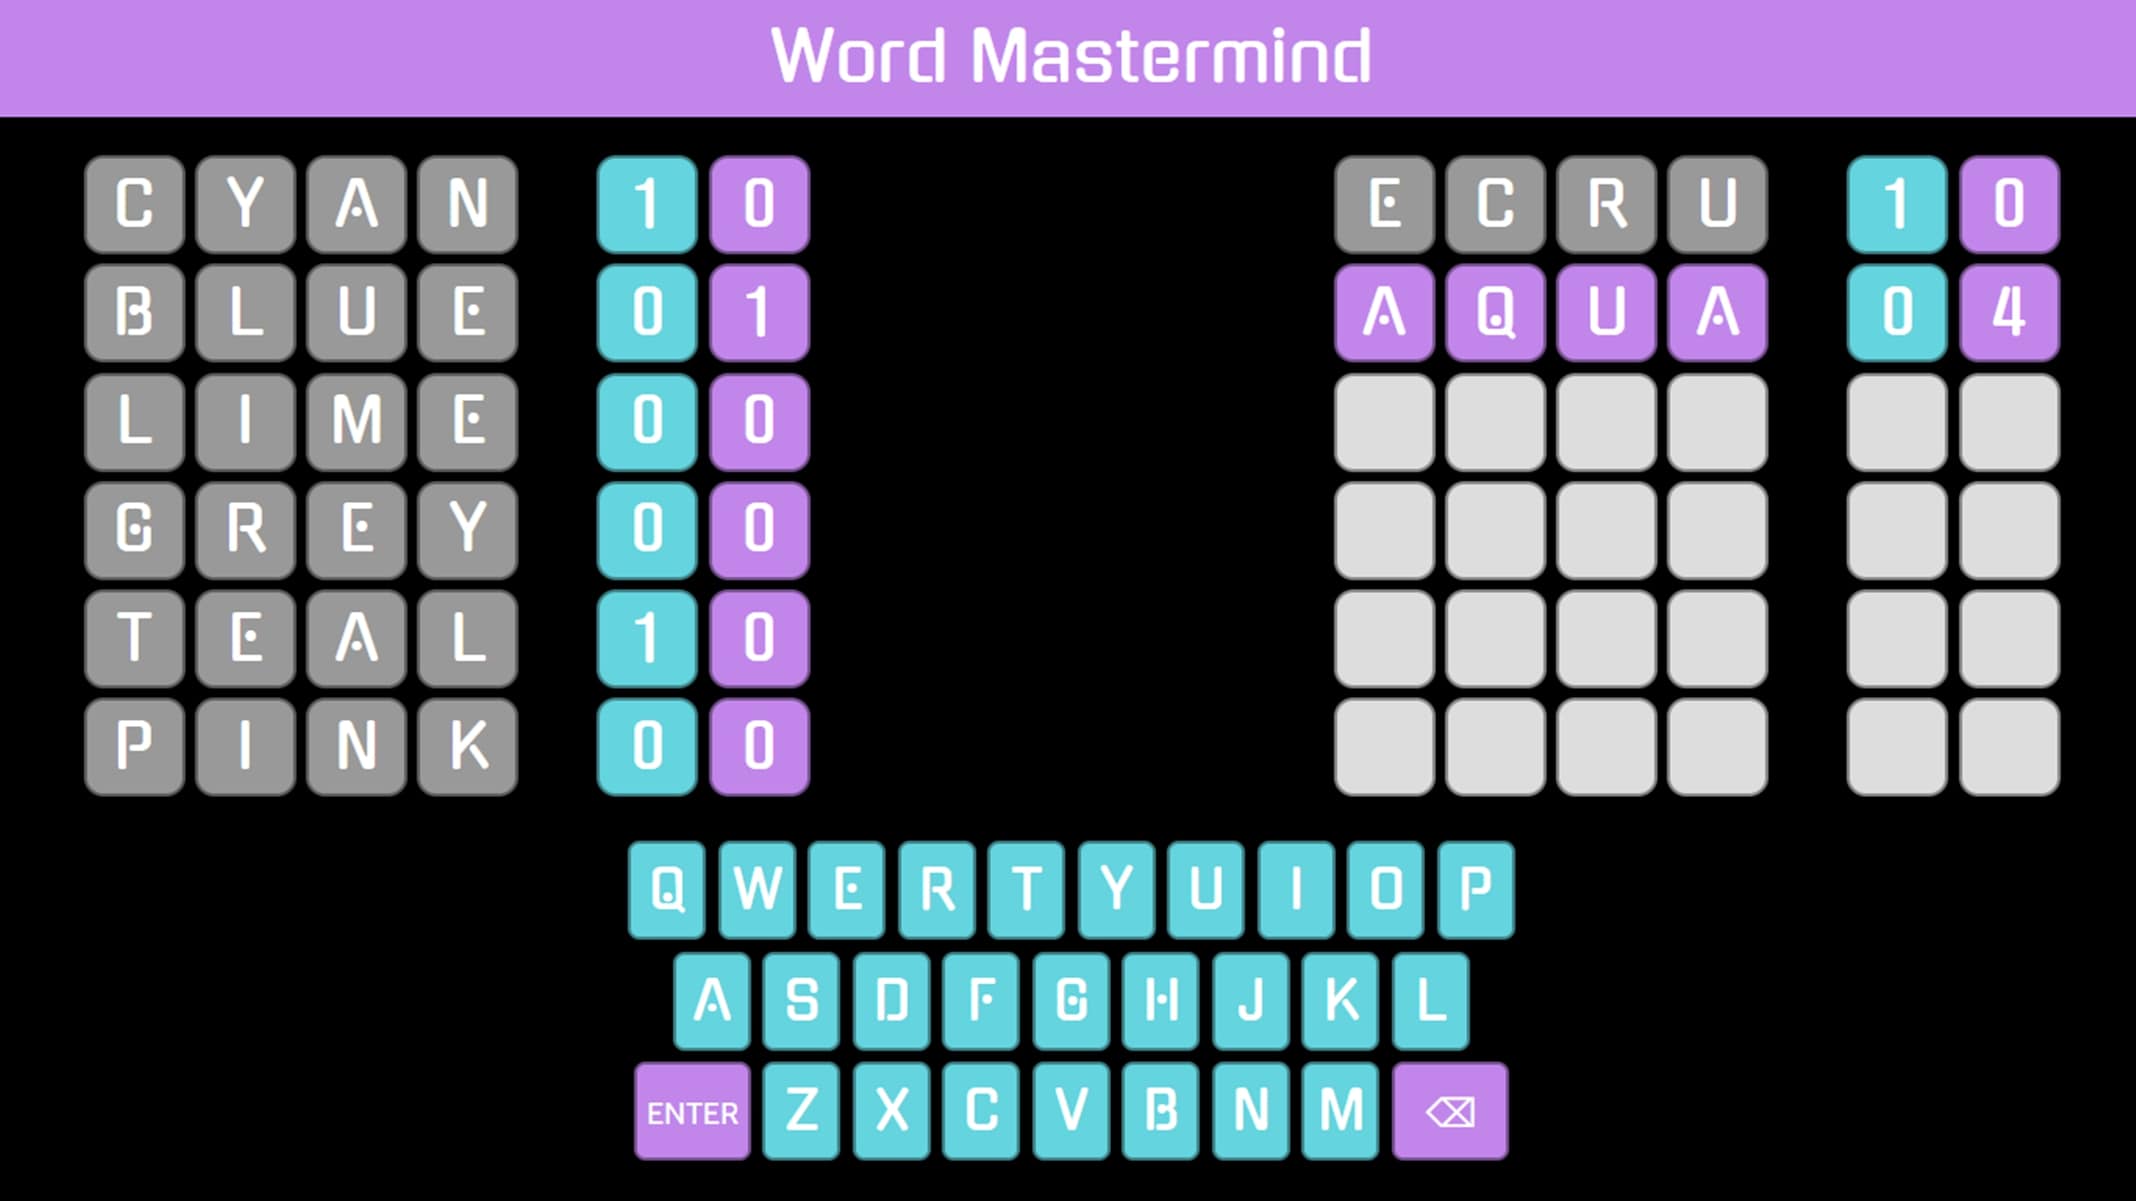 Word Mastermind
C Y A N 1 0
B L U E 0 1
L I M E 0 0
G R E Y 0 0
T E A L 1 0
P I N K 0 0
E C R U 1 0
A Q U A 0 4
Q W E R T Y U I O P
A S D F G H J K L
ENTER Z X C V B N M ⌫